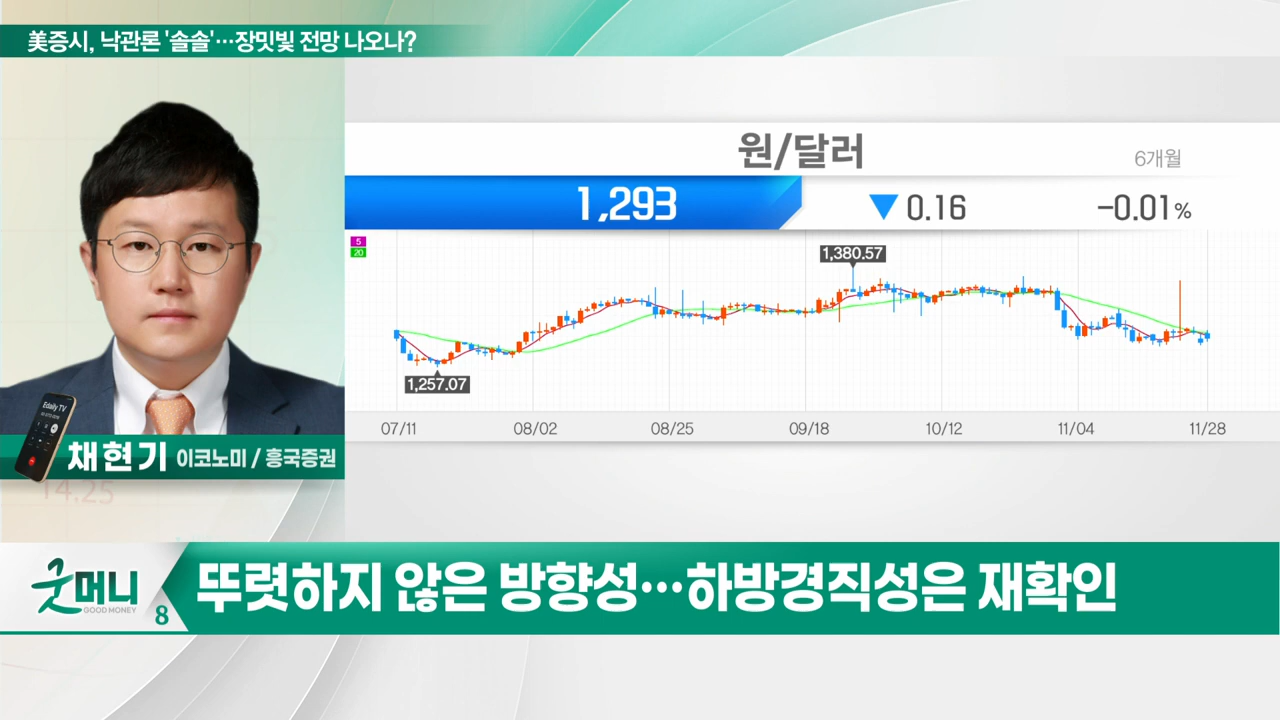 美증시, 낙관론 '솔솔'…장밋빛 전망 나오나?
원/달러
6개월
1,293 ▼ 0.16 -0.01%
5
20
1,380.57
1,257.07
07/11 08/02 08/25 09/18 10/12 11/04 11/28
Edaily TV
채현기 이코노미 / 흥국증권
14.25
굿머니
GOOD MONEY
8
뚜렷하지 않은 방향성…하방경직성은 재확인